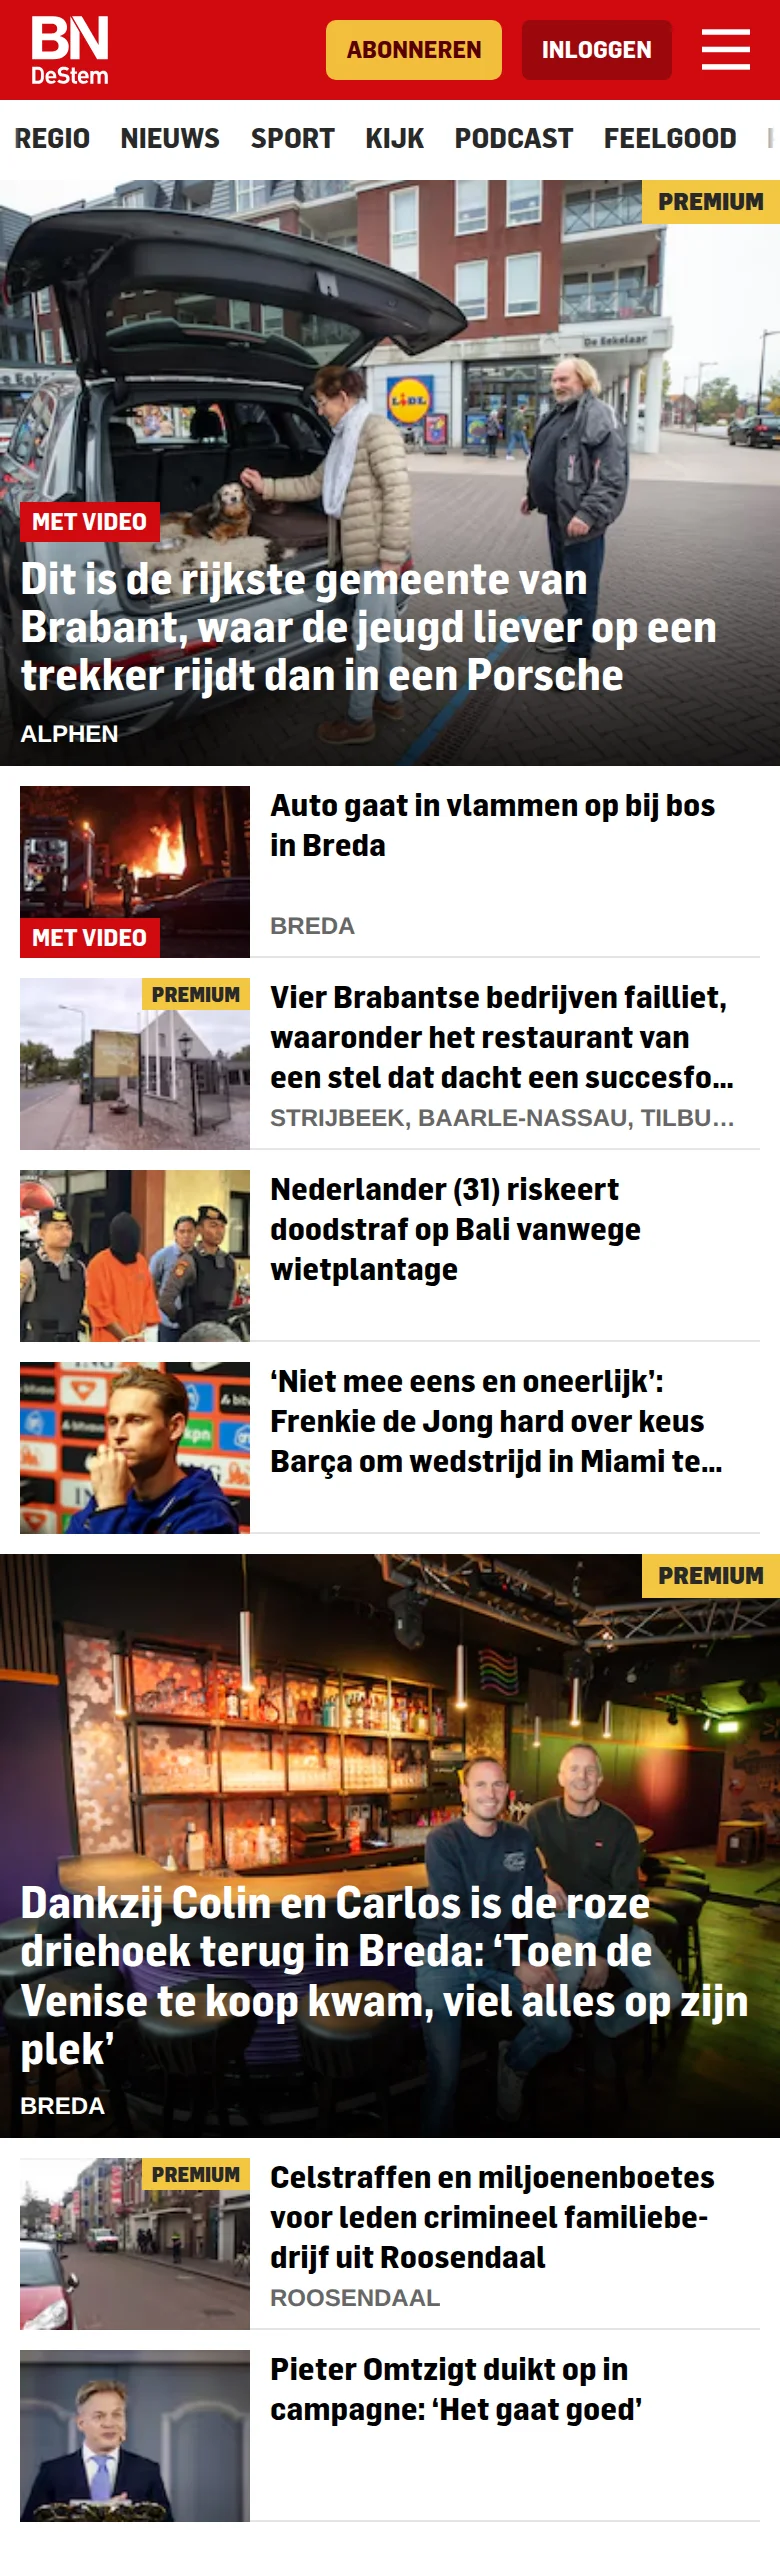 BN
DeStem
ABONNEREN
INLOGGEN
REGIO NIEUWS SPORT KIJK PODCAST FEELGOOD
PREMIUM
De Eekelaar
LIDL
MET VIDEO
Dit is de rijkste gemeente van
Brabant, waar de jeugd liever op een
trekker rijdt dan in een Porsche
ALPHEN
Auto gaat in vlammen op bij bos
in Breda
MET VIDEO
BREDA
PREMIUM
Vier Brabantse bedrijven failliet,
waaronder het restaurant van
een stel dat dacht een succesfo...
STRIJBEEK, BAARLE-NASSAU, TILBU...
Nederlander (31) riskeert
doodstraf op Bali vanwege
wietplantage
‘Niet mee eens en oneerlijk’:
Frenkie de Jong hard over keus
Barça om wedstrijd in Miami te...
kpn
PREMIUM
Dankzij Colin en Carlos is de roze
driehoek terug in Breda: ‘Toen de
Venise te koop kwam, viel alles op zijn
plek’
BREDA
PREMIUM
Celstraffen en miljoenenboetes
voor leden crimineel familiebe-
drijf uit Roosendaal
ROOSENDAAL
Pieter Omtzigt duikt op in
campagne: ‘Het gaat goed’